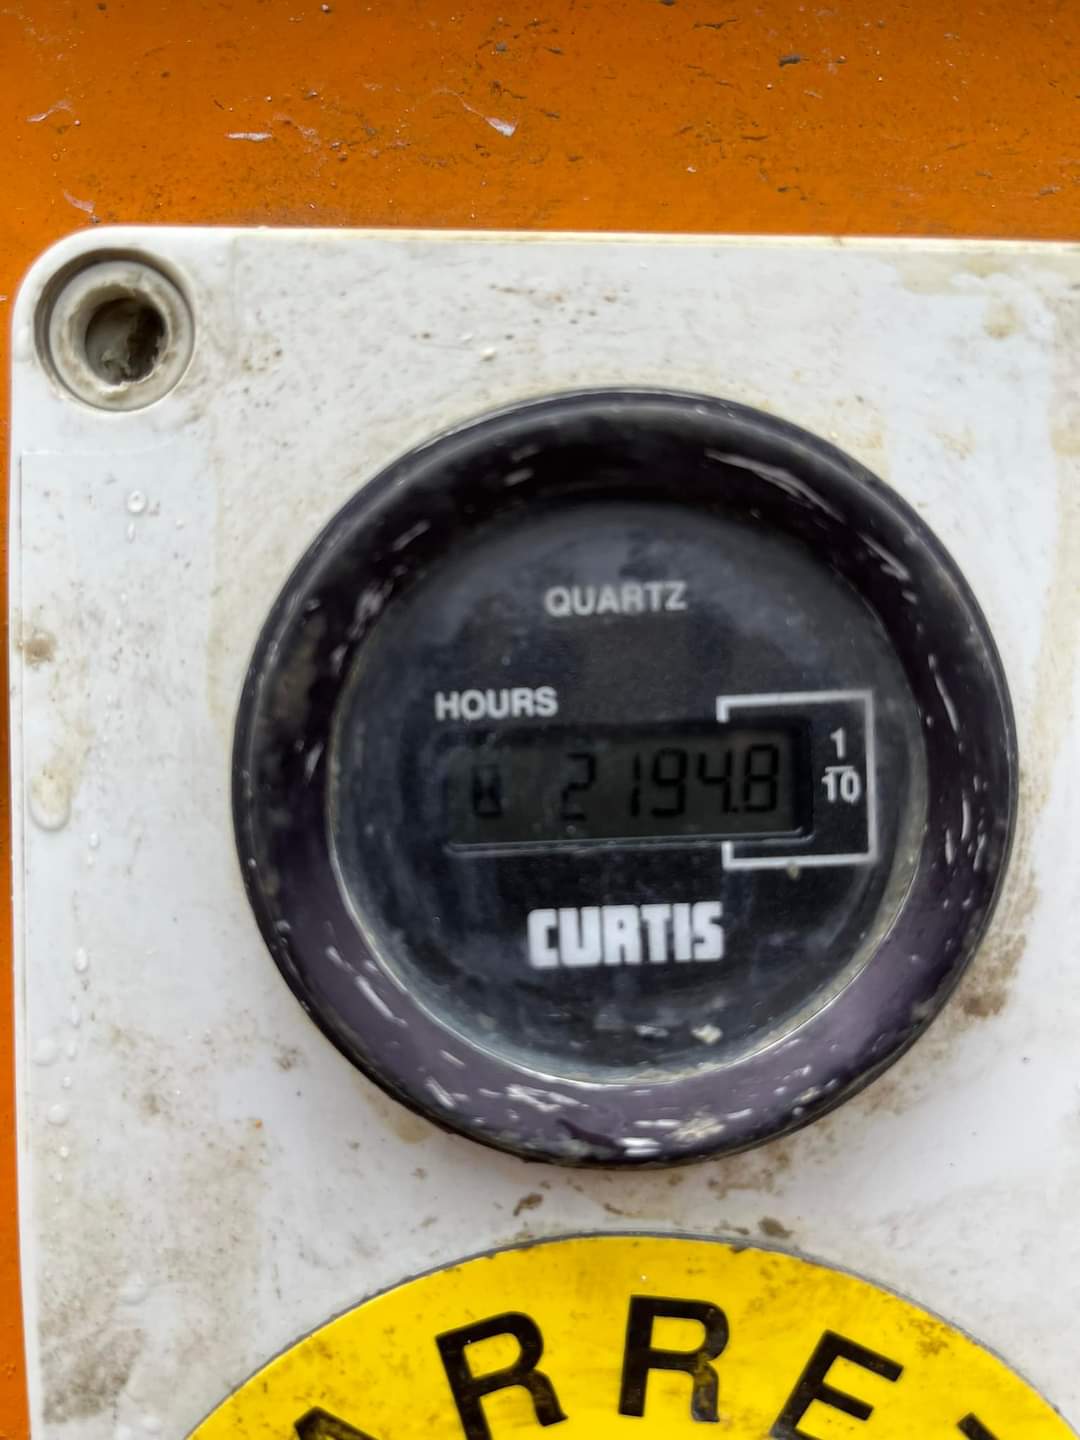 QUARTZ
HOURS
1
10
2194.8
CURTIS
ARRE